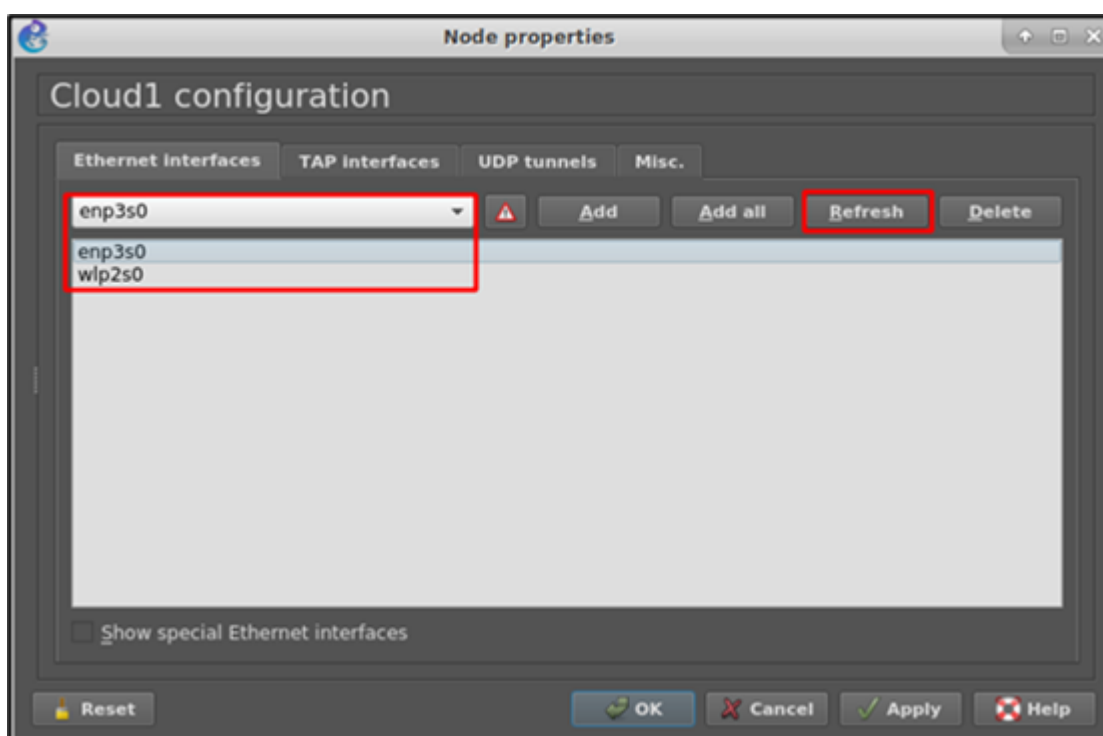 Node properties
Cloud1 configuration
Ethernet interfaces TAP interfaces UDP tunnels Misc.
enp3s0 Add Add all Refresh Delete
enp3s0
wlp2s0
Show special Ethernet interfaces
Reset OK Cancel Apply Help